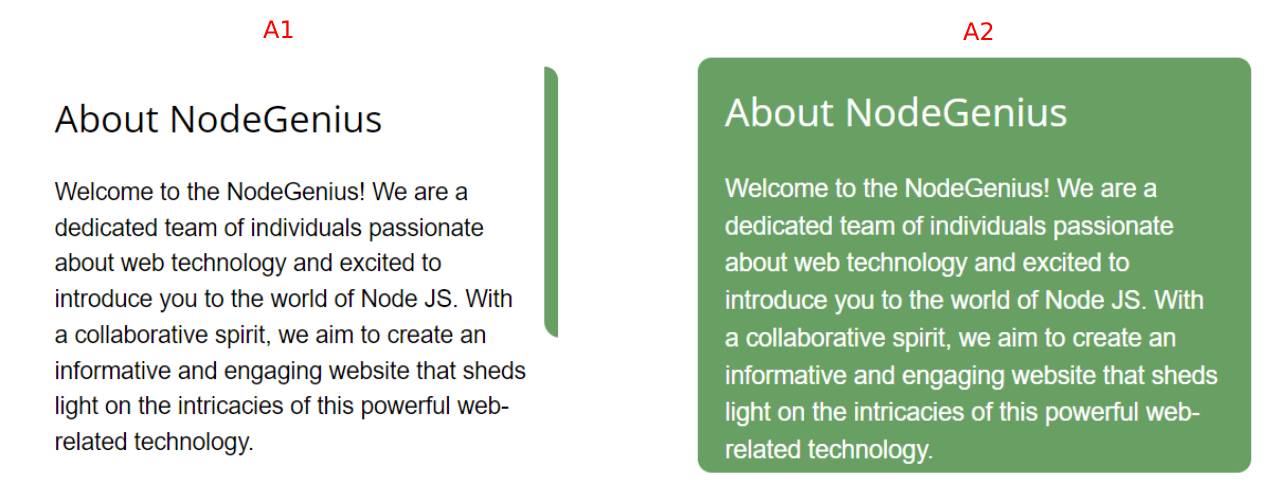 A1
About NodeGenius
Welcome to the NodeGenius! We are a
dedicated team of individuals passionate
about web technology and excited to
introduce you to the world of Node JS. With
a collaborative spirit, we aim to create an
informative and engaging website that sheds
light on the intricacies of this powerful web-
related technology.
A2
About NodeGenius
Welcome to the NodeGenius! We are a
dedicated team of individuals passionate
about web technology and excited to
introduce you to the world of Node JS. With
a collaborative spirit, we aim to create an
informative and engaging website that sheds
light on the intricacies of this powerful web-
related technology.